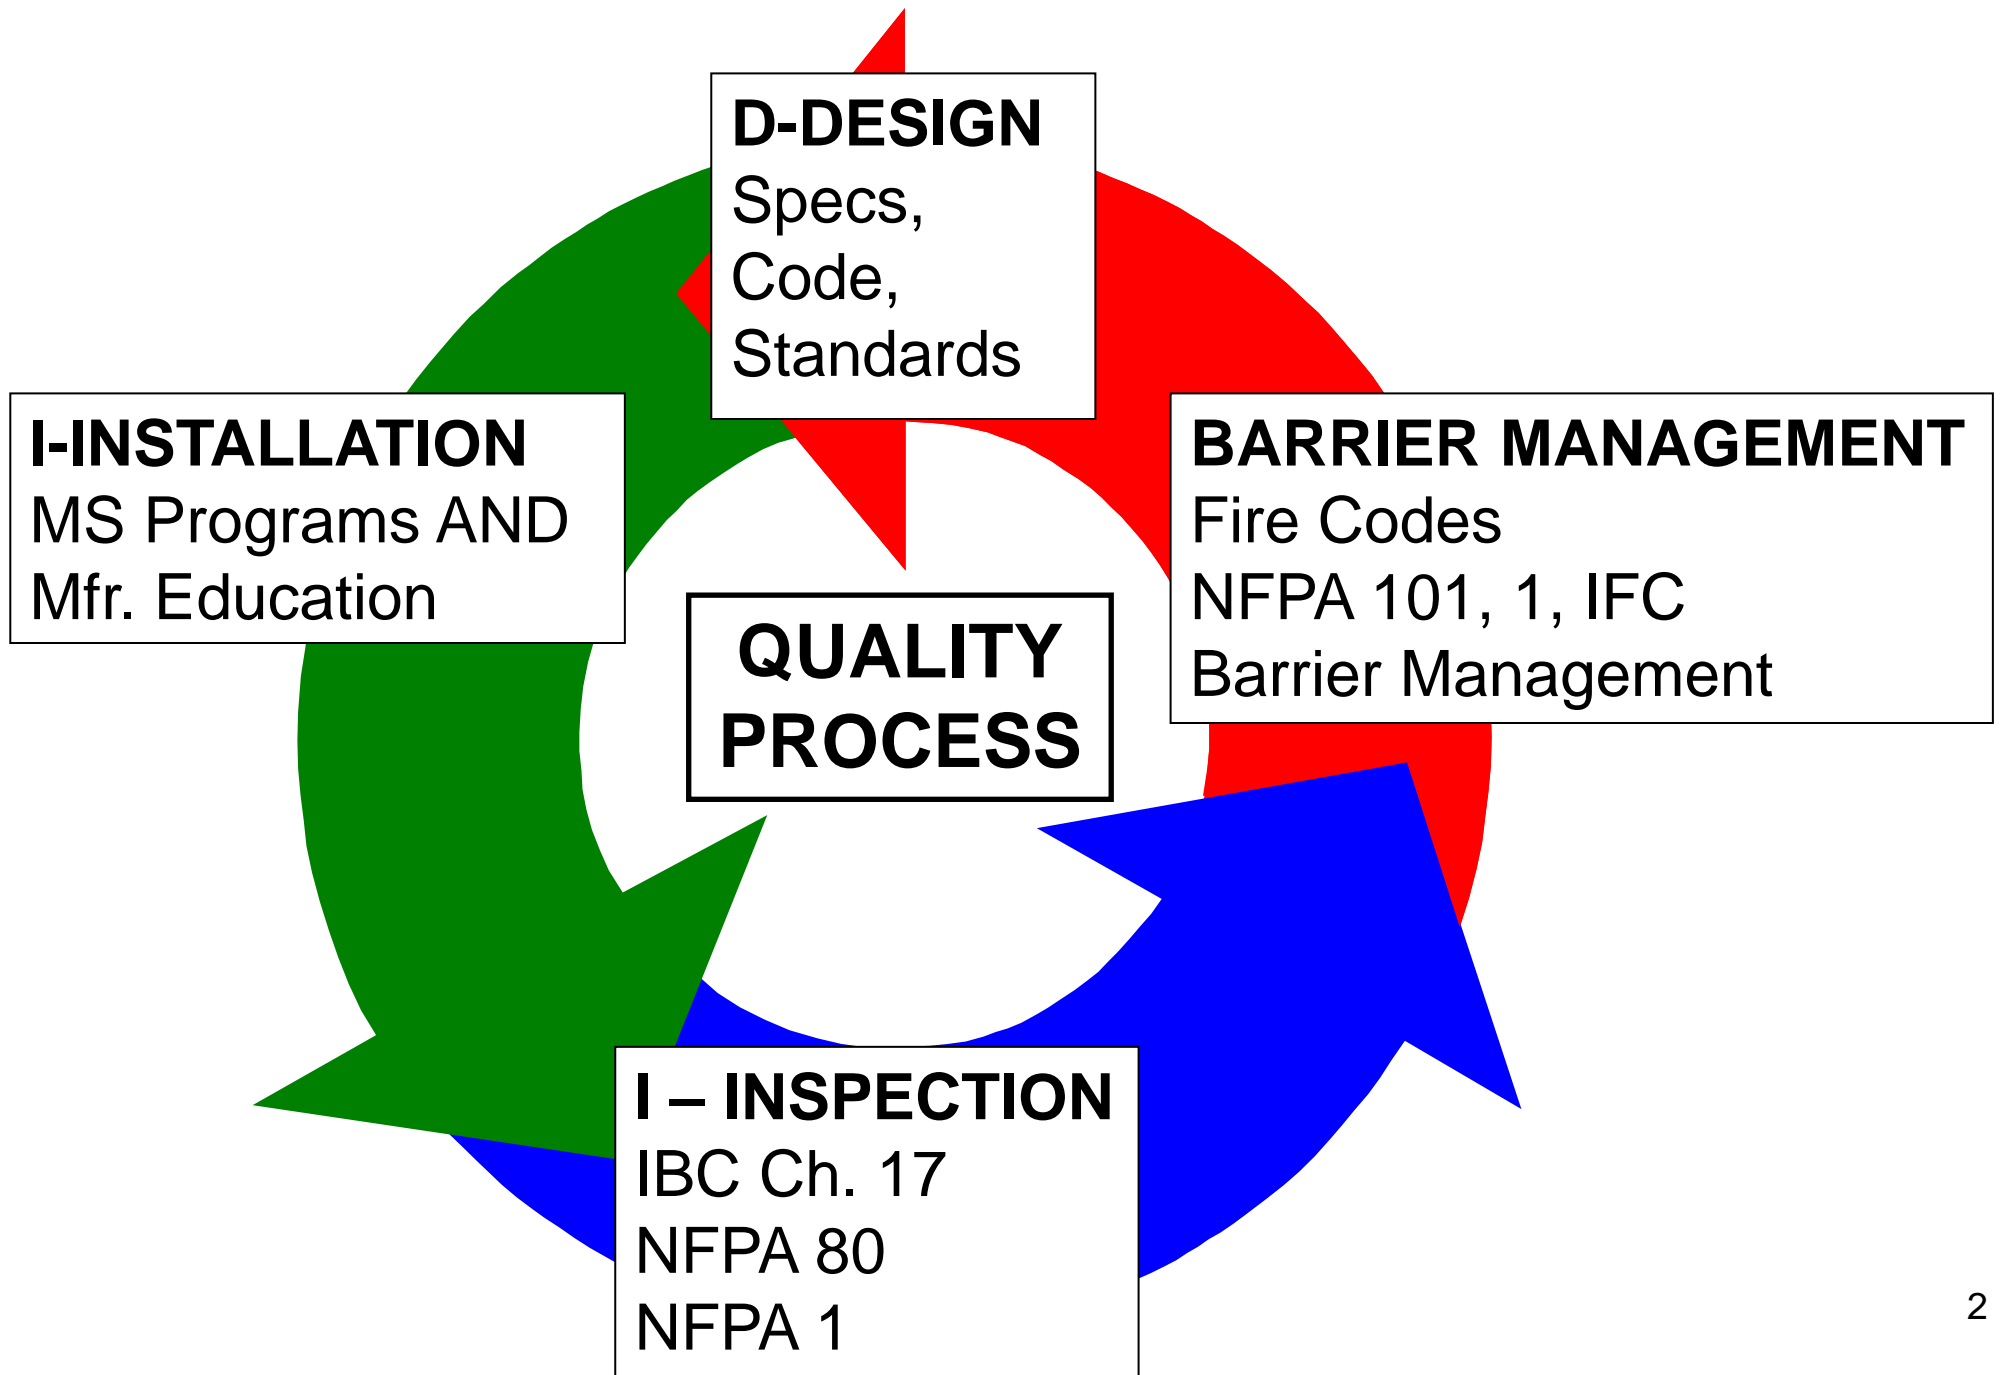 D-DESIGN
Specs,
Code,
Standards
I-INSTALLATION
MS Programs AND
Mfr. Education
BARRIER MANAGEMENT
Fire Codes
NFPA 101, 1, IFC
Barrier Management
QUALITY
PROCESS
I – INSPECTION
IBC Ch. 17
NFPA 80
NFPA 1
2